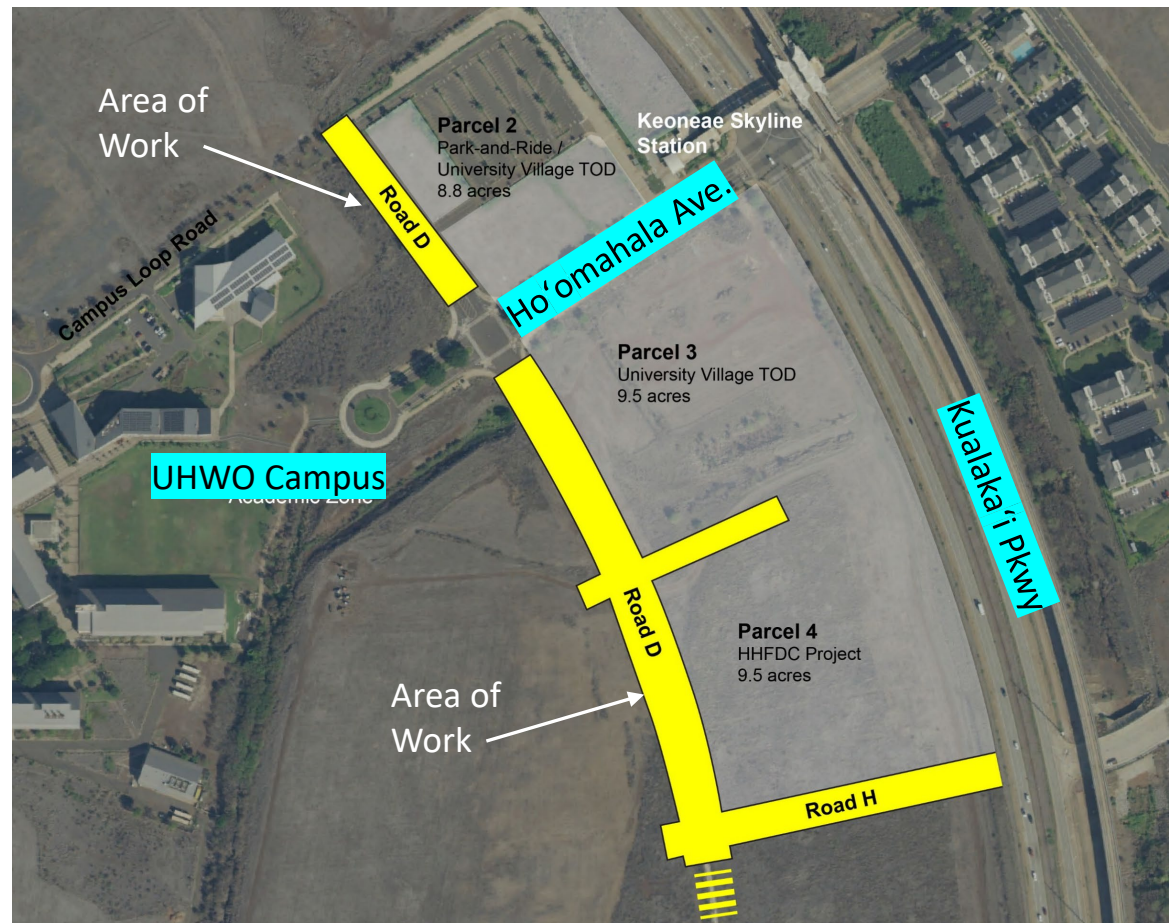 Area of
Work
Parcel 2
Park-and-Ride /
University Village TOD
8.8 acres
Keoneae Skyline
Station
Road D
Hoʻomahala Ave.
Campus Loop Road
Parcel 3
University Village TOD
9.5 acres
Kualakaʻi Pkwy
UHWO Campus
Academic Zone
Road D
Parcel 4
HHFDC Project
9.5 acres
Area of
Work
Road H